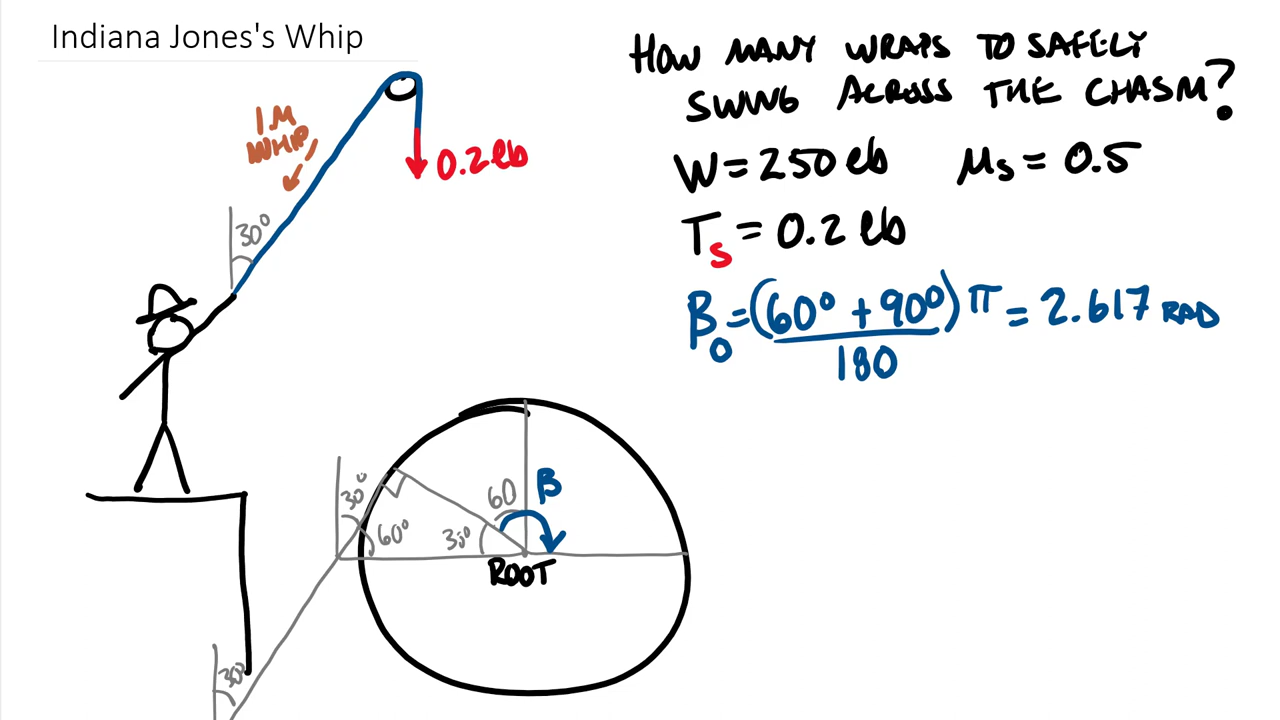 Indiana Jones's Whip
HOW MANY WRAPS TO SAFELY
SWING ACROSS THE CHASM?
W = 250 lb  μs = 0.5
Ts = 0.2 lb
β0 = (60° + 90°)/180 π = 2.617 RAD
IM
WHIP
0.2 lb
30°
30°
60°
30°
60
β
ROOT
30°